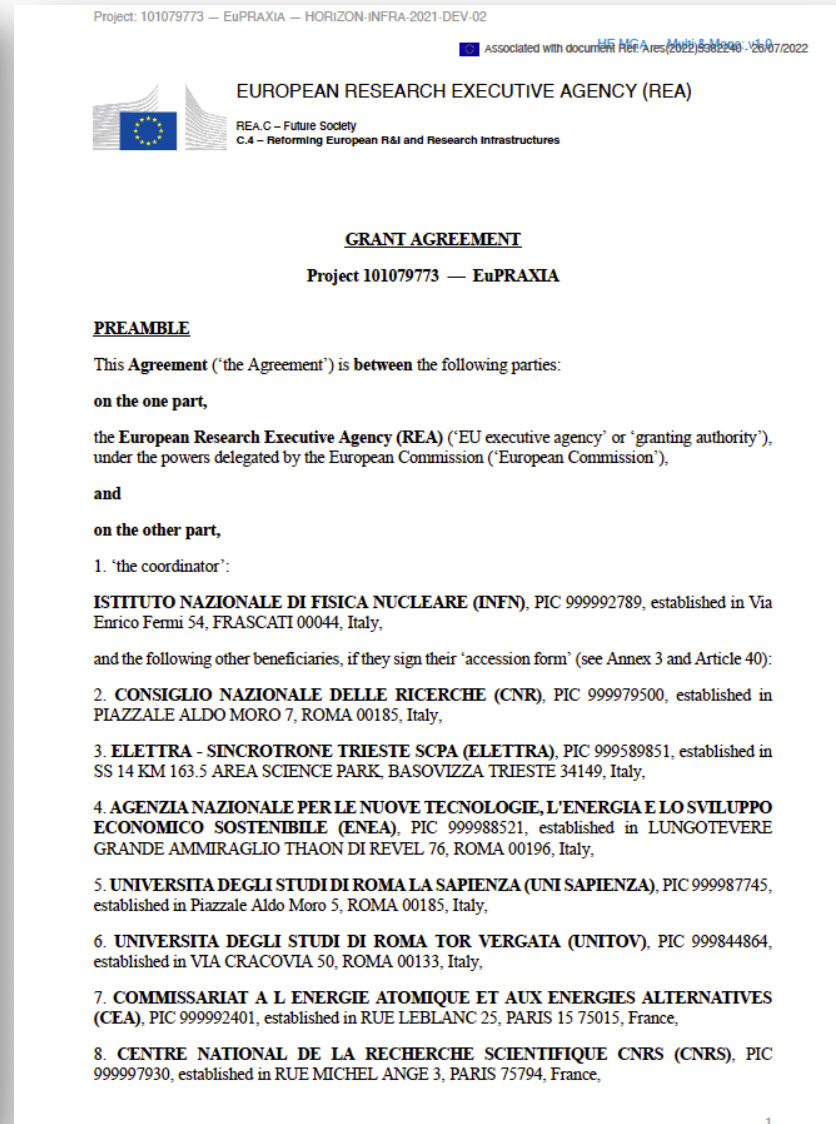 Project: 101079773 — EuPRAXIA — HORIZON-INFRA-2021-DEV-02
HE MGA — Multi & Mono: v1.0
Associated with document Ref. Ares(2022)5382240 - 26/07/2022
EUROPEAN RESEARCH EXECUTIVE AGENCY (REA)
REA.C – Future Society
C.4 – Reforming European R&I and Research Infrastructures
GRANT AGREEMENT
Project 101079773 — EuPRAXIA
PREAMBLE
This Agreement (‘the Agreement’) is between the following parties:
on the one part,
the European Research Executive Agency (REA) (‘EU executive agency’ or ‘granting authority’),
under the powers delegated by the European Commission (‘European Commission’),
and
on the other part,
1. ‘the coordinator’:
ISTITUTO NAZIONALE DI FISICA NUCLEARE (INFN), PIC 999992789, established in Via
Enrico Fermi 54, FRASCATI 00044, Italy,
and the following other beneficiaries, if they sign their ‘accession form’ (see Annex 3 and Article 40):
2. CONSIGLIO NAZIONALE DELLE RICERCHE (CNR), PIC 999979500, established in
PIAZZALE ALDO MORO 7, ROMA 00185, Italy,
3. ELETTRA - SINCROTRONE TRIESTE SCPA (ELETTRA), PIC 999589851, established in
SS 14 KM 163.5 AREA SCIENCE PARK, BASOVIZZA TRIESTE 34149, Italy,
4. AGENZIA NAZIONALE PER LE NUOVE TECNOLOGIE, L'ENERGIA E LO SVILUPPO
ECONOMICO SOSTENIBILE (ENEA), PIC 999988521, established in LUNGOTEVERE
GRANDE AMMIRAGLIO THAON DI REVEL 76, ROMA 00196, Italy,
5. UNIVERSITA DEGLI STUDI DI ROMA LA SAPIENZA (UNI SAPIENZA), PIC 999987745,
established in Piazzale Aldo Moro 5, ROMA 00185, Italy,
6. UNIVERSITA DEGLI STUDI DI ROMA TOR VERGATA (UNITOV), PIC 999844864,
established in VIA CRACOVIA 50, ROMA 00133, Italy,
7. COMMISSARIAT A L ENERGIE ATOMIQUE ET AUX ENERGIES ALTERNATIVES
(CEA), PIC 999992401, established in RUE LEBLANC 25, PARIS 15 75015, France,
8. CENTRE NATIONAL DE LA RECHERCHE SCIENTIFIQUE CNRS (CNRS), PIC
999997930, established in RUE MICHEL ANGE 3, PARIS 75794, France,
1